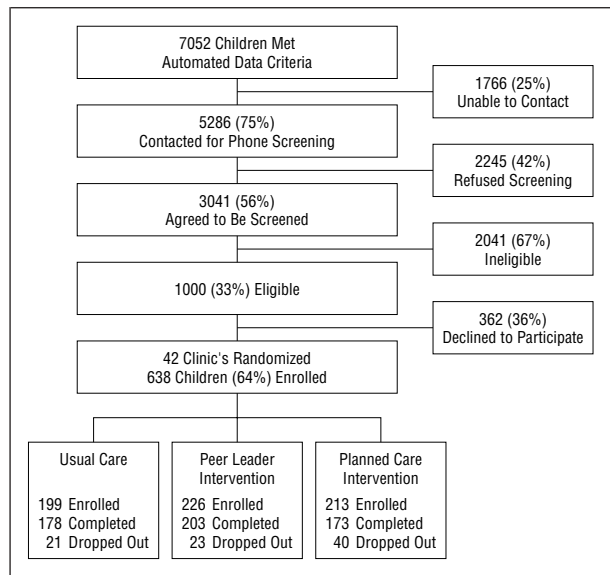 7052 Children Met
Automated Data Criteria
1766 (25%)
Unable to Contact
5286 (75%)
Contacted for Phone Screening
2245 (42%)
Refused Screening
3041 (56%)
Agreed to Be Screened
2041 (67%)
Ineligible
1000 (33%) Eligible
362 (36%)
Declined to Participate
42 Clinic's Randomized
638 Children (64%) Enrolled
Usual Care
199 Enrolled
178 Completed
21 Dropped Out
Peer Leader
Intervention
226 Enrolled
203 Completed
23 Dropped Out
Planned Care
Intervention
213 Enrolled
173 Completed
40 Dropped Out